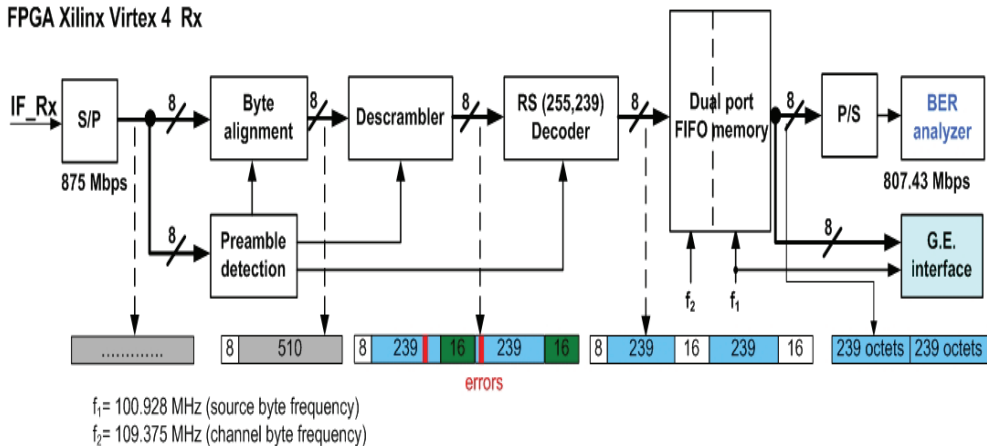 FPGA Xilinx Virtex 4 Rx
IF_Rx
S/P
875 Mbps
8
8
Byte
alignment
Preamble
detection
8
Descrambler
8
RS (255,239)
Decoder
8
Dual port
FIFO memory
f₂
f₁
8
8
P/S
BER
analyzer
807.43 Mbps
G.E.
interface
.............
8 510
8 239 16 239 16
errors
8 239 16 239 16
239 octets 239 octets
f₁= 100.928 MHz (source byte frequency)
f₂= 109.375 MHz (channel byte frequency)